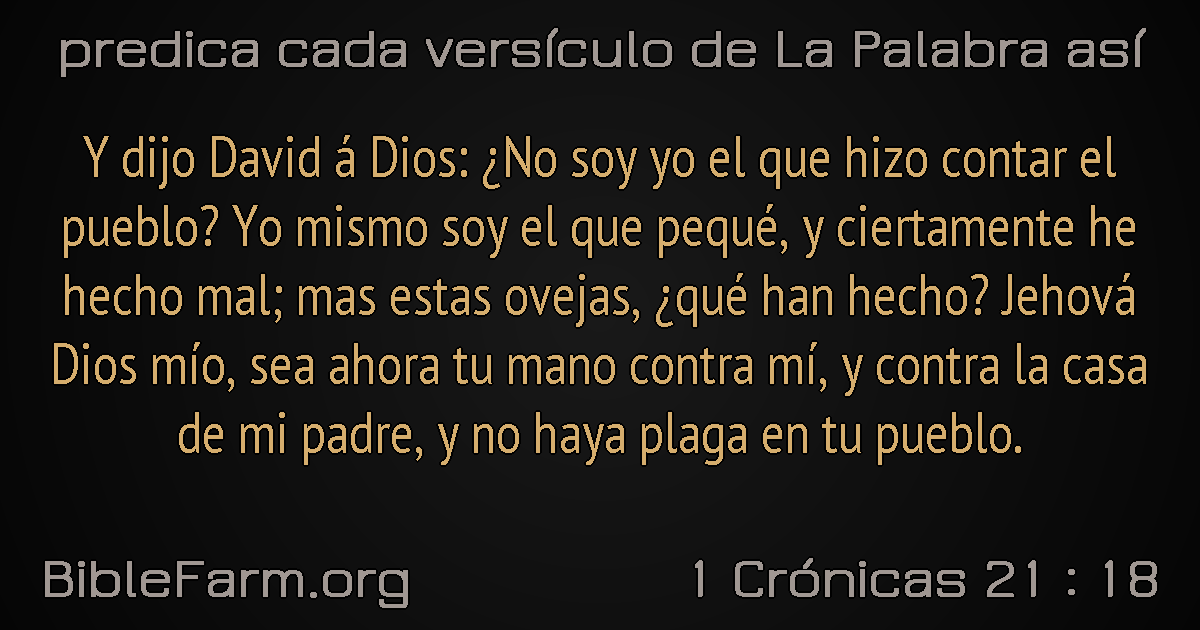 predica cada versículo de La Palabra así
Y dijo David á Dios: ¿No soy yo el que hizo contar el
pueblo? Yo mismo soy el que pequé, y ciertamente he
hecho mal; mas estas ovejas, ¿qué han hecho? Jehová
Dios mío, sea ahora tu mano contra mí, y contra la casa
de mi padre, y no haya plaga en tu pueblo.
BibleFarm.org
1 Crónicas 21 : 18